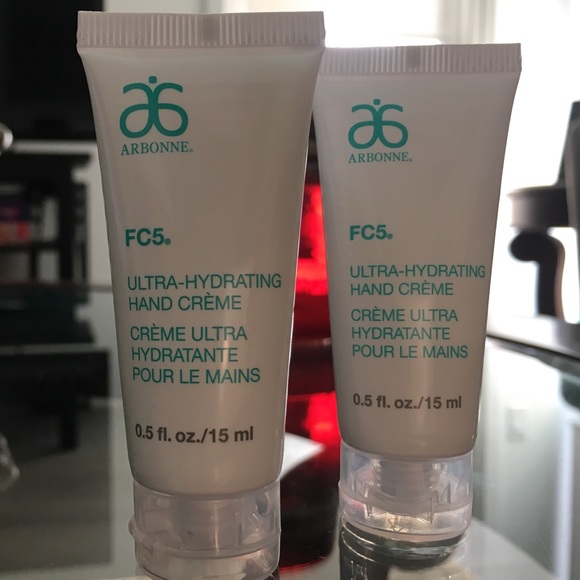 ARBONNE®
FC5®
ULTRA-HYDRATING
HAND CRÈME
CRÈME ULTRA
HYDRATANTE
POUR LE MAINS
0.5 fl. oz./15 ml
ARBONNE®
FC5®
ULTRA-HYDRATING
HAND CRÈME
CRÈME ULTRA
HYDRATANTE
POUR LE MAINS
0.5 fl. oz./15 ml